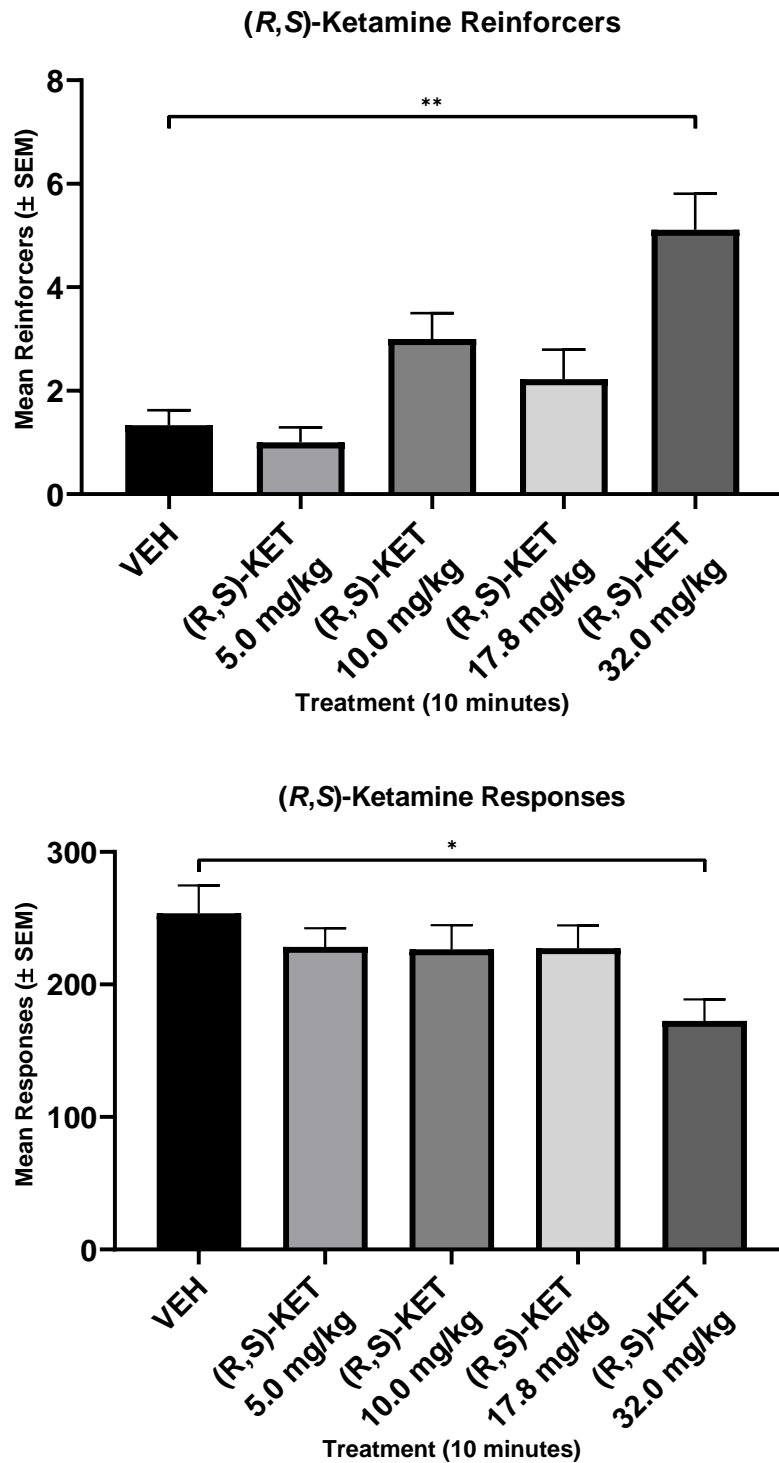 (R,S)-Ketamine Reinforcers
Mean Reinforcers (± SEM)
8
6
4
2
0
**
VEH
(R,S)-KET
5.0 mg/kg
(R,S)-KET
10.0 mg/kg
(R,S)-KET
17.8 mg/kg
(R,S)-KET
32.0 mg/kg
Treatment (10 minutes)
(R,S)-Ketamine Responses
Mean Responses (± SEM)
300
200
100
0
*
VEH
(R,S)-KET
5.0 mg/kg
(R,S)-KET
10.0 mg/kg
(R,S)-KET
17.8 mg/kg
(R,S)-KET
32.0 mg/kg
Treatment (10 minutes)